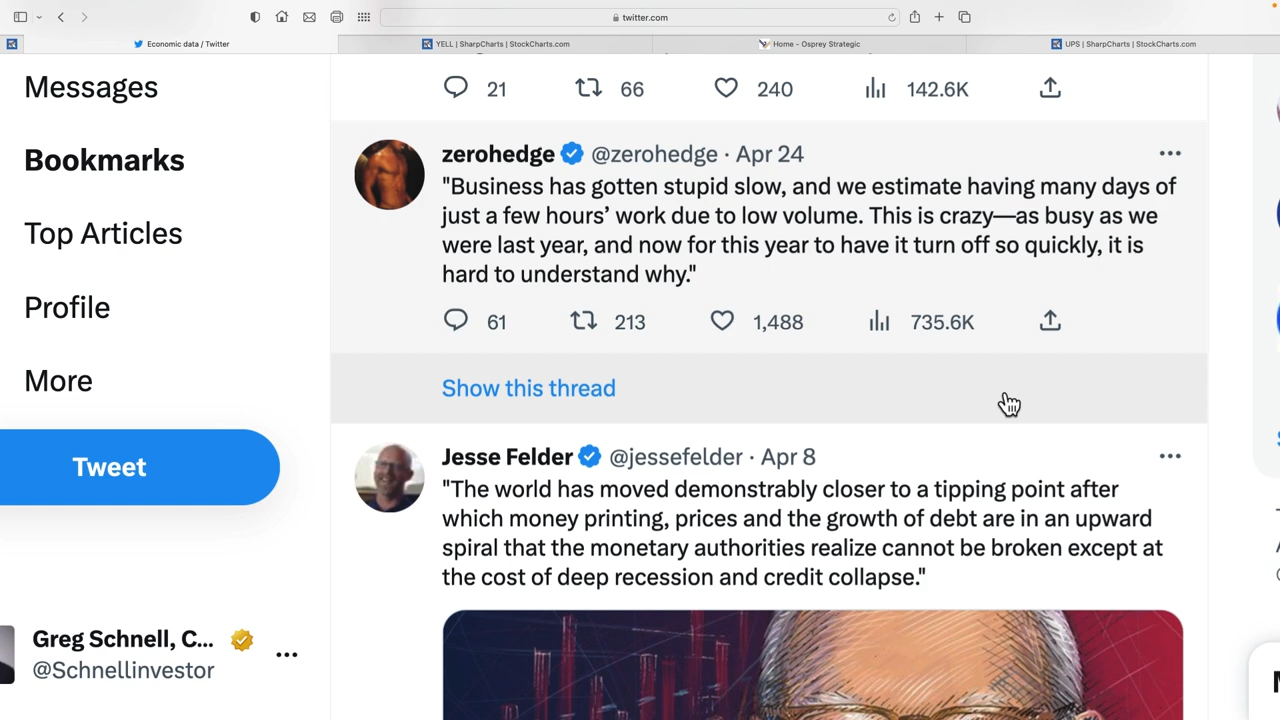 twitter.com
Economic data / Twitter
YELL | SharpCharts | StockCharts.com
Home - Osprey Strategic
UPS | SharpCharts | StockCharts.com
Messages
Bookmarks
Top Articles
Profile
More
Tweet
Greg Schnell, C...
@Schnellinvestor
21 66 240 142.6K
zerohedge @zerohedge · Apr 24
"Business has gotten stupid slow, and we estimate having many days of
just a few hours’ work due to low volume. This is crazy—as busy as we
were last year, and now for this year to have it turn off so quickly, it is
hard to understand why."
61 213 1,488 735.6K
Show this thread
Jesse Felder @jessefelder · Apr 8
"The world has moved demonstrably closer to a tipping point after
which money printing, prices and the growth of debt are in an upward
spiral that the monetary authorities realize cannot be broken except at
the cost of deep recession and credit collapse."